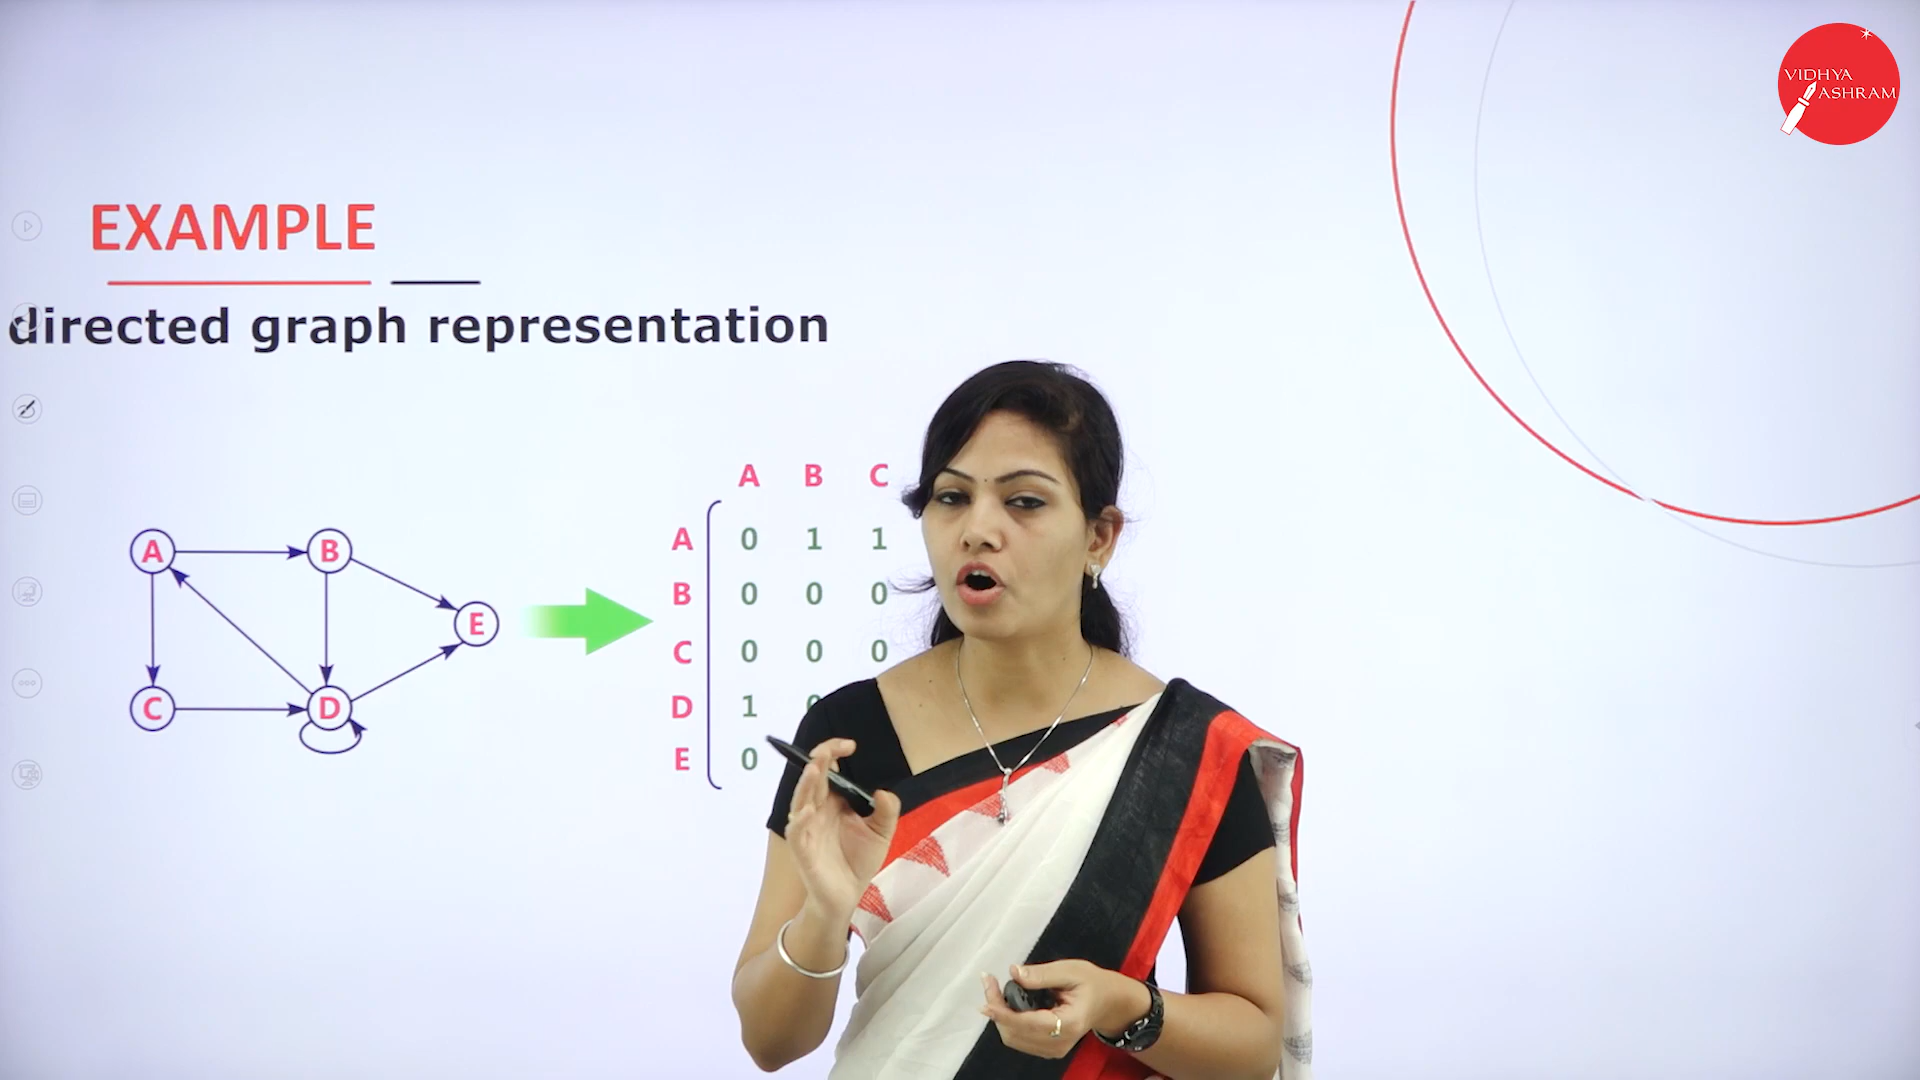 VIDHYA
ASHRAM
EXAMPLE
directed graph representation
A B C
A B
E
C D
A 0 1 1
B 0 0 0
C 0 0 0
D 1
E 0